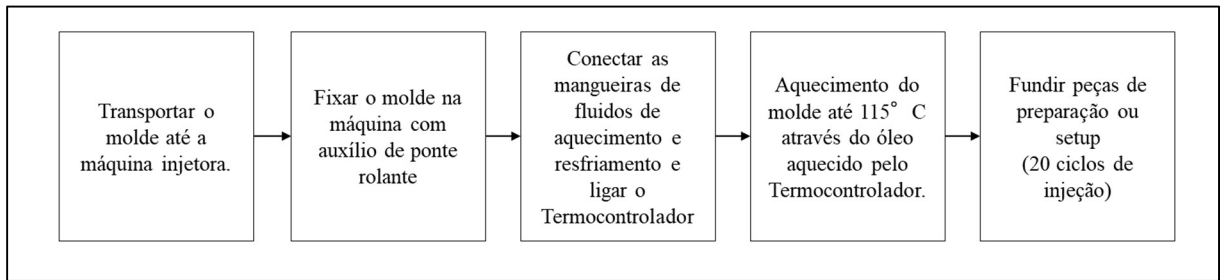 Transportar o
molde até a
máquina injetora.
Fixar o molde na
máquina com
auxílio de ponte
rolante
Conectar as
mangueiras de
fluidos de
aquecimento e
resfriamento e
ligar o
Termocontrolador
Aquecimento do
molde até 115° C
através do óleo
aquecido pelo
Termocontrolador.
Fundir peças de
preparação ou
setup
(20 ciclos de
injeção)